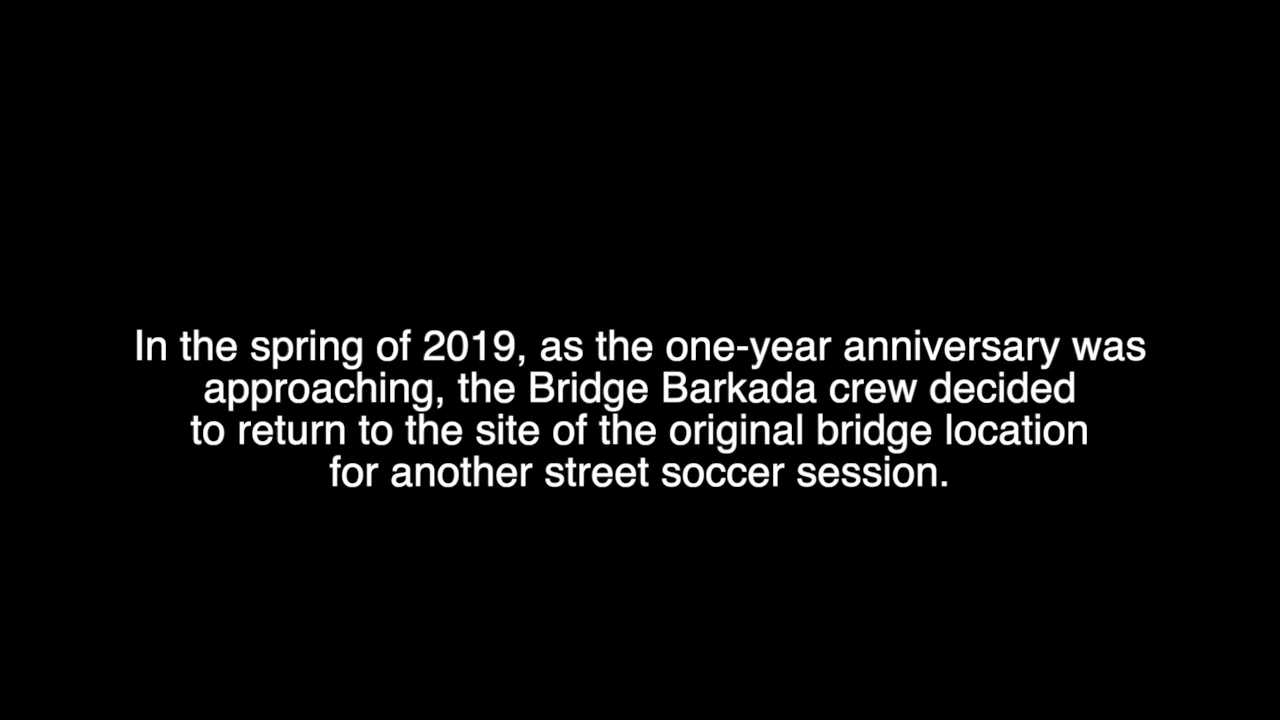 In the spring of 2019, as the one-year anniversary was
approaching, the Bridge Barkada crew decided
to return to the site of the original bridge location
for another street soccer session.